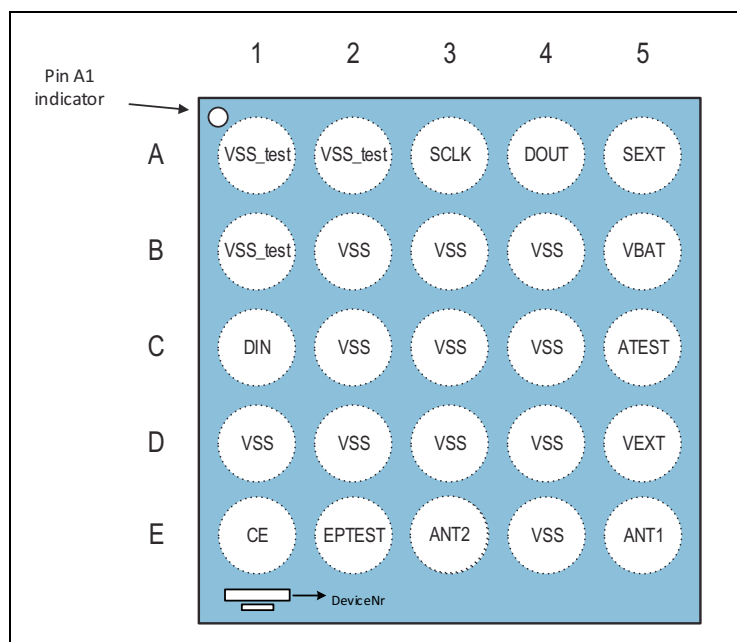 1 2 3 4 5
Pin A1
indicator
A VSS_test VSS_test SCLK DOUT SEXT
B VSS_test VSS VSS VSS VBAT
C DIN VSS VSS VSS ATEST
D VSS VSS VSS VSS VEXT
E CE EPTEST ANT2 VSS ANT1
DeviceNr